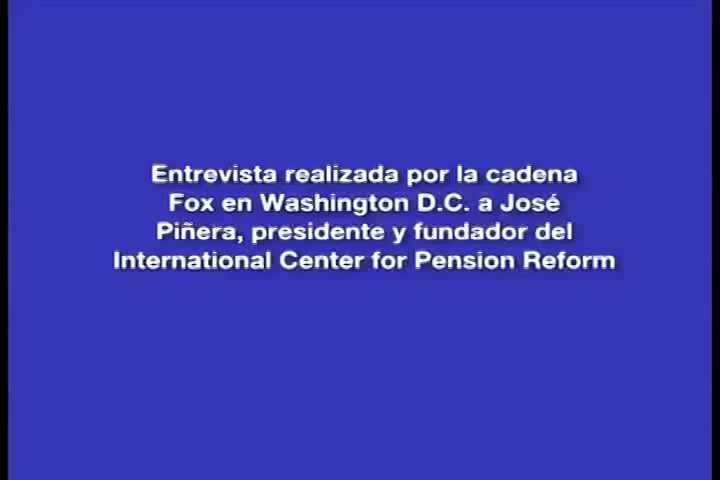 Entrevista realizada por la cadena
Fox en Washington D.C. a José
Piñera, presidente y fundador del
International Center for Pension Reform